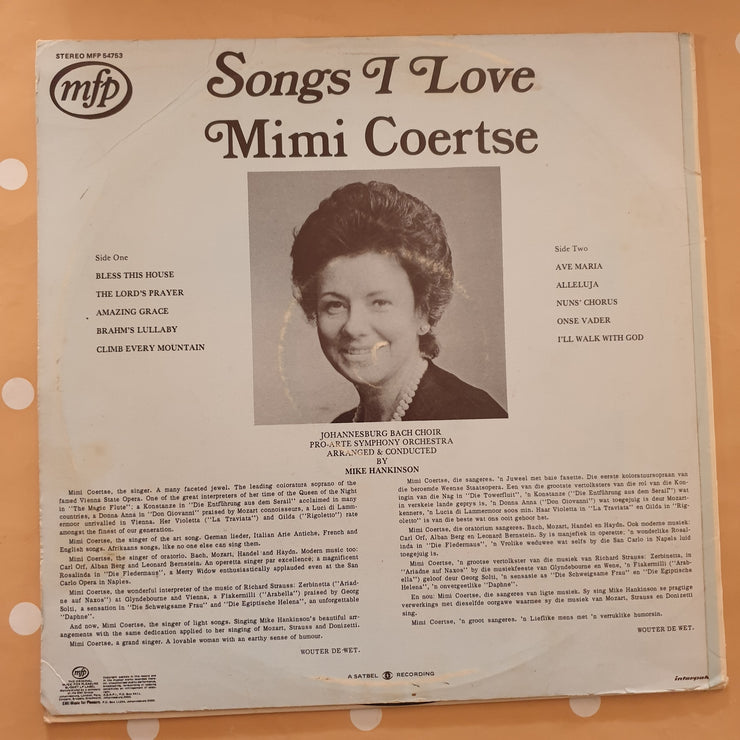 STEREO MFP 54753
mfp
Songs I Love
Mimi Coertse
Side One
BLESS THIS HOUSE
THE LORD'S PRAYER
AMAZING GRACE
BRAHM'S LULLABY
CLIMB EVERY MOUNTAIN
Side Two
AVE MARIA
ALLELUJA
NUNS' CHORUS
ONSE VADER
I'LL WALK WITH GOD
JOHANNESBURG BACH CHOIR
PRO-ARTE SYMPHONY ORCHESTRA
ARRANGED & CONDUCTED
BY
MIKE HANKINSON
Mimi Coertse, the singer. A many faceted jewel. The leading coloratura soprano of the
famed Vienna State Opera. One of the great interpreters of her time of the Queen of the Night
in "The Magic Flute"; a Konstanze in "Die Entführung aus dem Serail" acclaimed in many
countries, a Donna Anna in "Don Giovanni" praised by Mozart connoisseurs, a Luci di Lamm-
ermoor unrivalled in Vienna. Her Violetta ("La Traviata") and Gilda (Rigoletto") rate
amongst the finest of our generation.
Mimi Coertse, the singer of the art song. German lieder, Italian Arie Antiche, French and
English songs. Afrikaans songs, like no one else can sing them.
Mimi Coertse, the singer of oratorio. Bach, Mozart, Handel and Haydn. Modern music too:
Carl Orf, Alban Berg and Leonard Bernstein. An operetta singer par excellence; a magnificent
Rosalinda in "Die Fledermaus", a Merry Widow enthusiastically applauded even at the San
Carlo Opera in Naples.
Mimi Coertse, the wonderful interpreter of the music of Richard Strauss: Zerbinetta ("Ariad-
ne auf Naxos") at Glyndebourne and Vienna, a Fiakermilli ("Arabella") praised by Georg
Solti, a sensation in "Die Schweigsame Frau" and "Die Egiptische Helena", an unforgettable
"Daphne".
And now, Mimi Coertse, the singer of light songs. Singing Mike Hankinson's beautiful arr-
angements with the same dedication applied to her singing of Mozart, Strauss and Donizetti.
Mimi Coertse, a grand singer. A lovable woman with an earthy sense of humour.
WOUTER DE WET.
Mimi Coertse, die sangeres. 'n Juweel met baie fasette. Die eerste koloratuursopraan van
die beroemde Weense Staatsopera. Een van die grootste vertolksters van die rol van die Kon-
ingin van die Nag in "Die Towerfluit", 'n Konstanze ("Die Entführung aus dem Serail") wat
in verskeie lande geprys is, 'n Donna Anna ("Don Giovanni") wat toegejuig is deur Mozart-
kenners, 'n Lucia di Lammermoor soos min. Haar Violetta in "La Traviata" en Gilda in "Rig-
oletto" is van die beste wat ons ooit gehoor het.
Mimi Coertse, die oratorium sangeres. Bach, Mozart, Handel en Haydn. Ook moderne musiek:
Carl Orf, Alban Berg en Leonard Bernstein. Sy is manjefiek in operette; 'n wonderlike Rosal-
inda in "Die Fledermaus", 'n Vrolike weduwee wat selfs by die San Carlo in Napels luid
toegejuig is.
Mimi Coertse, 'n grootse vertolkster van die musiek van Richard Strauss: Zerbinetta, in
"Ariadne auf Naxos" by die musiekfeeste van Glyndebourne en Wene, 'n Fiakermilli ("Arab-
ella") geloof deur Georg Solti, 'n sensasie as "Die Schweigsame Frau" en "Die Egiptische
Helena", 'n onvergeetlike "Daphne".
En nou: Mimi Coertse, die sangeres van ligte musiek. Sy sing Mike Hankinson se pragtige
verwerkings met dieselfde oorgawe waarmee sy die musiek van Mozart, Strauss en Donizetti
sing.
Mimi Coertse, 'n groot sangeres. 'n Lieflike mens met 'n verruklike humorsin.
WOUTER DE WET.
mfp
EMI Music for Pleasure.
A SATBEL RECORDING
interpak